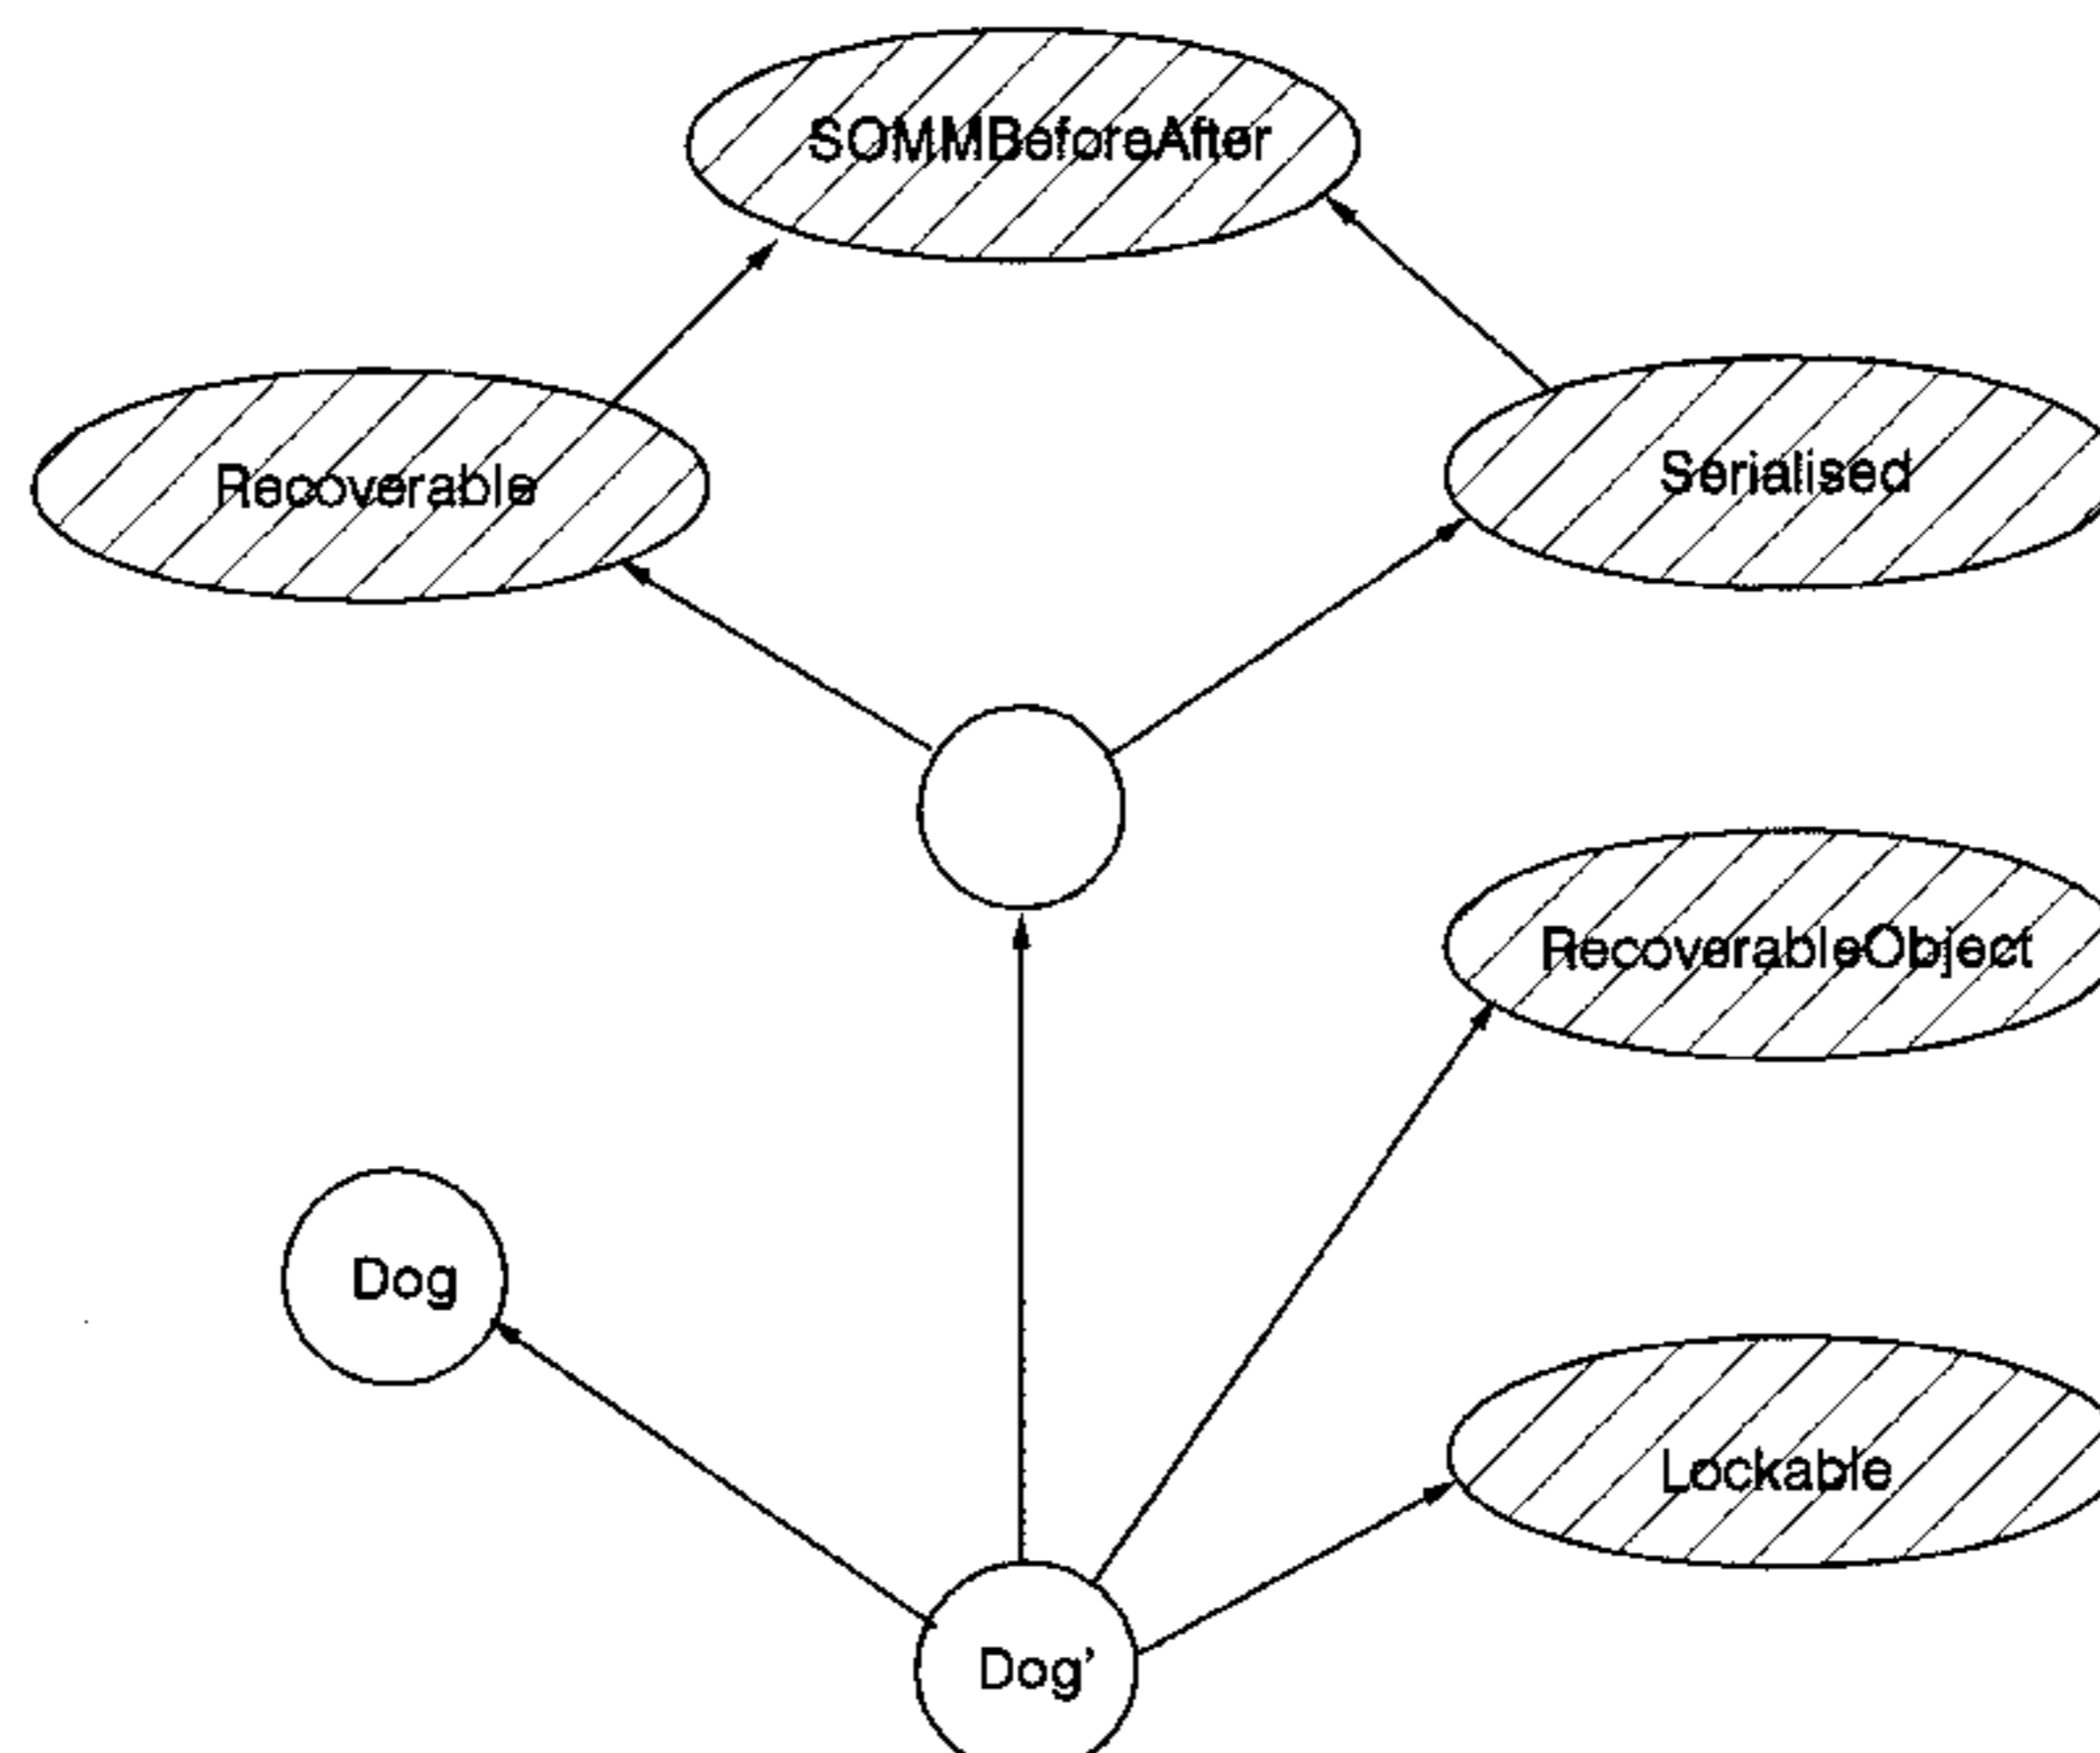 SOMMBeforeAfter
Recoverable
Serialised
RecoverableObject
Dog
Lockable
Dog’